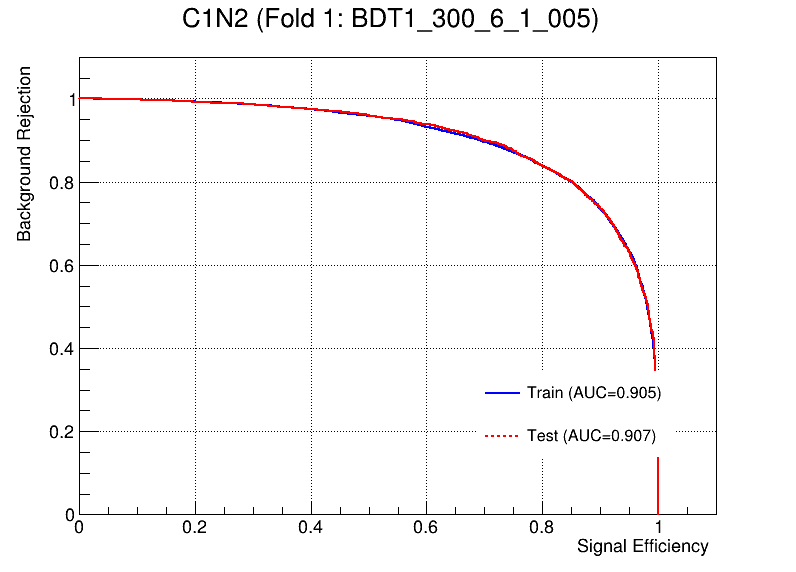 C1N2 (Fold 1: BDT1_300_6_1_005)
Background Rejection
1
0.8
0.6
0.4
0.2
0
Train (AUC=0.905)
Test (AUC=0.907)
0 0.2 0.4 0.6 0.8 1
Signal Efficiency